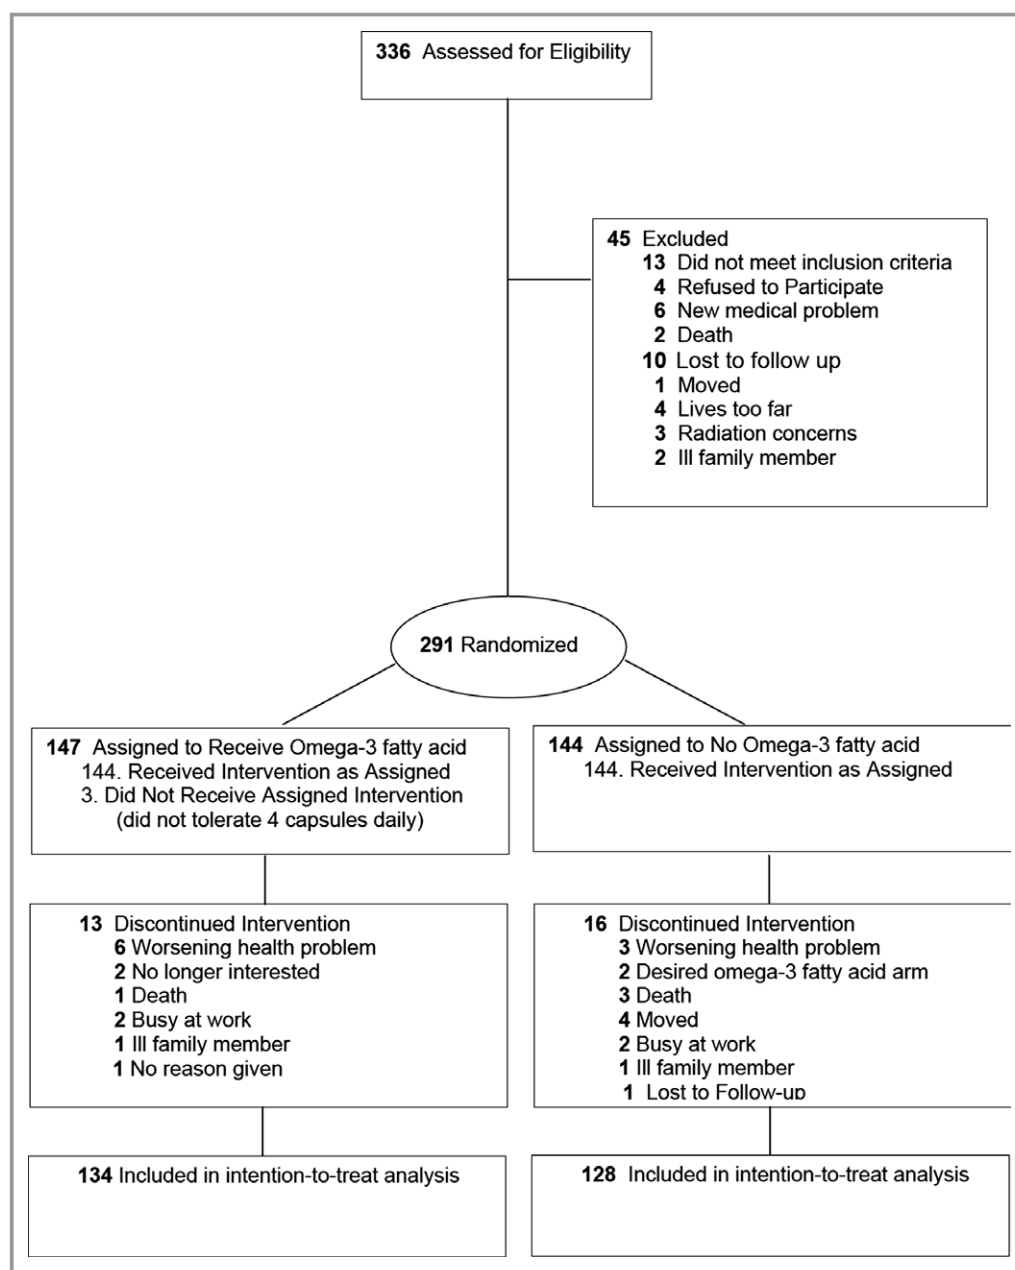 336 Assessed for Eligibility
45 Excluded
13 Did not meet inclusion criteria
4 Refused to Participate
6 New medical problem
2 Death
10 Lost to follow up
1 Moved
4 Lives too far
3 Radiation concerns
2 Ill family member
291 Randomized
147 Assigned to Receive Omega-3 fatty acid
144. Received Intervention as Assigned
3. Did Not Receive Assigned Intervention
(did not tolerate 4 capsules daily)
144 Assigned to No Omega-3 fatty acid
144. Received Intervention as Assigned
13 Discontinued Intervention
6 Worsening health problem
2 No longer interested
1 Death
2 Busy at work
1 Ill family member
1 No reason given
16 Discontinued Intervention
3 Worsening health problem
2 Desired omega-3 fatty acid arm
3 Death
4 Moved
2 Busy at work
1 Ill family member
1 Lost to Follow-up
134 Included in intention-to-treat analysis
128 Included in intention-to-treat analysis